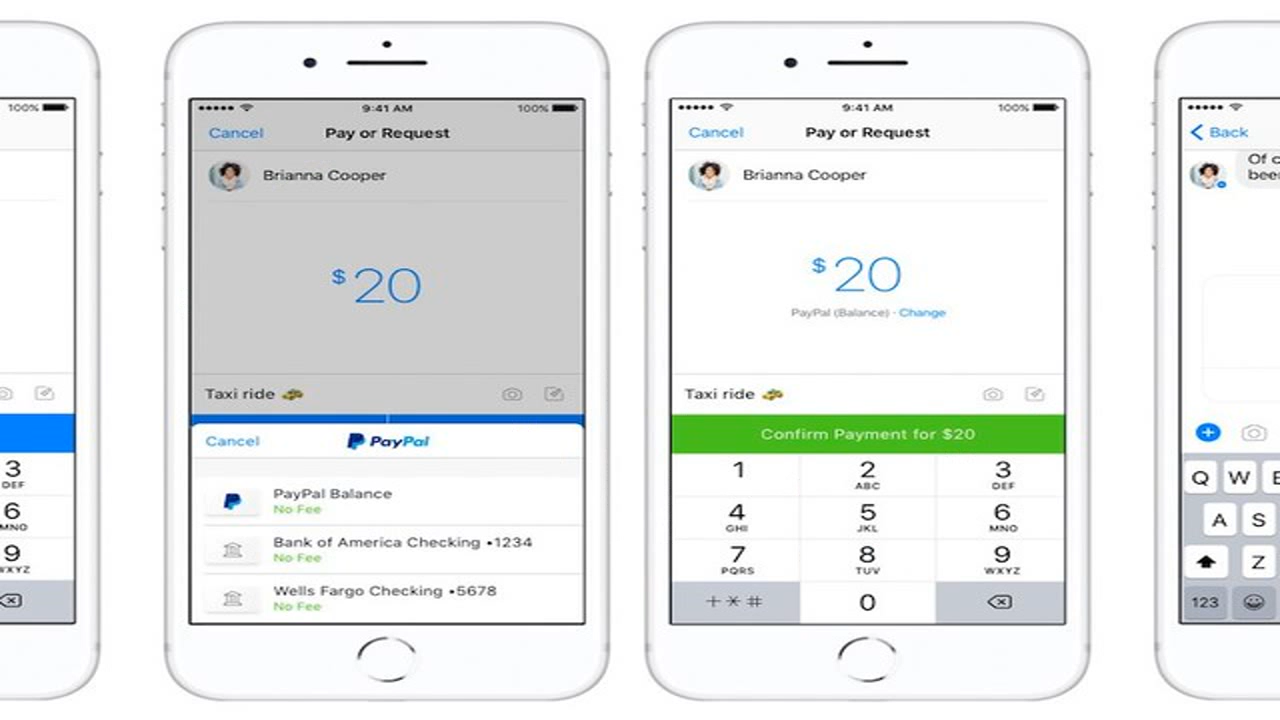 100%
3
DEF
6
MNO
9
WXYZ
9:41 AM
100%
Cancel
Pay or Request
Brianna Cooper
$20
Taxi ride
Cancel
PayPal
PayPal Balance
No Fee
Bank of America Checking •1234
No Fee
Wells Fargo Checking •5678
No Fee
9:41 AM
100%
Cancel
Pay or Request
Brianna Cooper
$20
PayPal (Balance) · Change
Taxi ride
Confirm Payment for $20
1 2 3
ABC DEF
4 5 6
GHI JKL MNO
7 8 9
PQRS TUV WXYZ
+*# 0
Back
Of c
been
Q W E
A S
Z
123